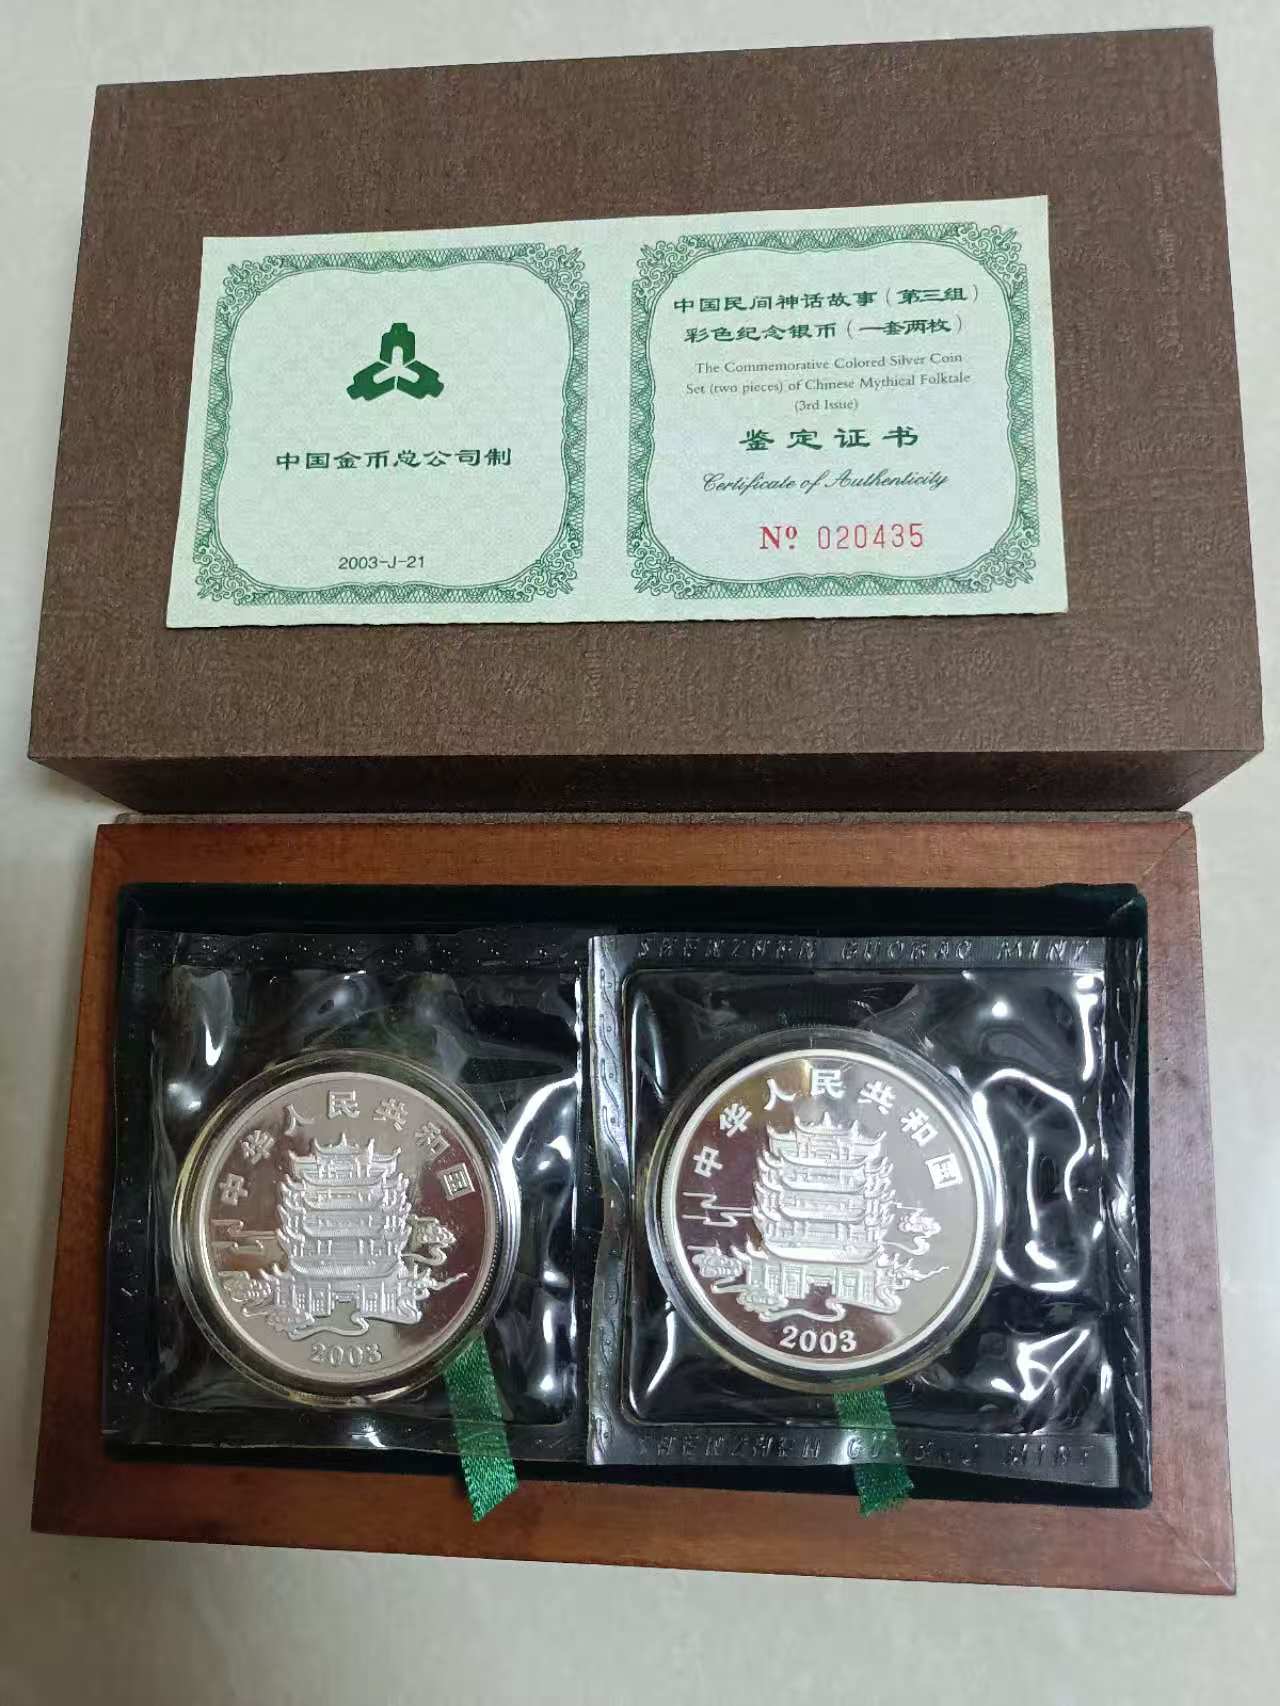 中国金币总公司制
2003-J-21
中国民间神话故事(第三组)
彩色纪念银币(一套两枚)
The Commemorative Colored Silver Coin
Set (two pieces) of Chinese Mythical Folktale
(3rd Issue)
鉴定证书
Certificate of Authenticity
Nº 020435
SHENZHEN GUOBAO MINT
中华人民共和国
2003
中华人民共和国
2003
SHENZHEN GUOBAO MINT